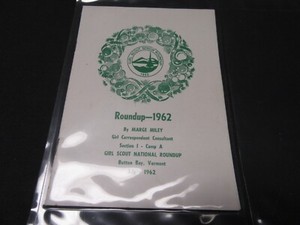 Roundup—1962
By MARGE MILEY
Girl Correspondent Consultant
Section I - Camp A
GIRL SCOUT NATIONAL ROUNDUP
Button Bay, Vermont
1962